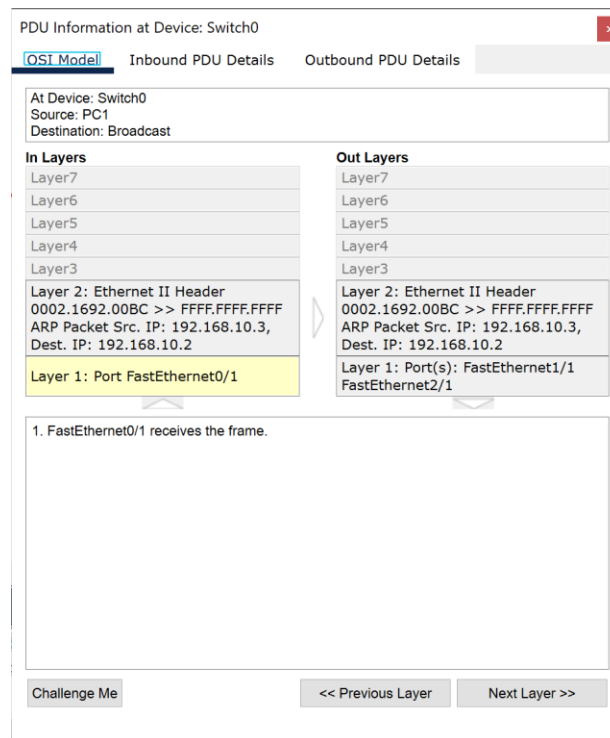 PDU Information at Device: Switch0
OSI Model Inbound PDU Details Outbound PDU Details
At Device: Switch0
Source: PC1
Destination: Broadcast
In Layers
Layer7
Layer6
Layer5
Layer4
Layer3
Layer 2: Ethernet II Header
0002.1692.00BC >> FFFF.FFFF.FFFF
ARP Packet Src. IP: 192.168.10.3,
Dest. IP: 192.168.10.2
Layer 1: Port FastEthernet0/1
Out Layers
Layer7
Layer6
Layer5
Layer4
Layer3
Layer 2: Ethernet II Header
0002.1692.00BC >> FFFF.FFFF.FFFF
ARP Packet Src. IP: 192.168.10.3,
Dest. IP: 192.168.10.2
Layer 1: Port(s): FastEthernet1/1
FastEthernet2/1
1. FastEthernet0/1 receives the frame.
Challenge Me << Previous Layer Next Layer >>